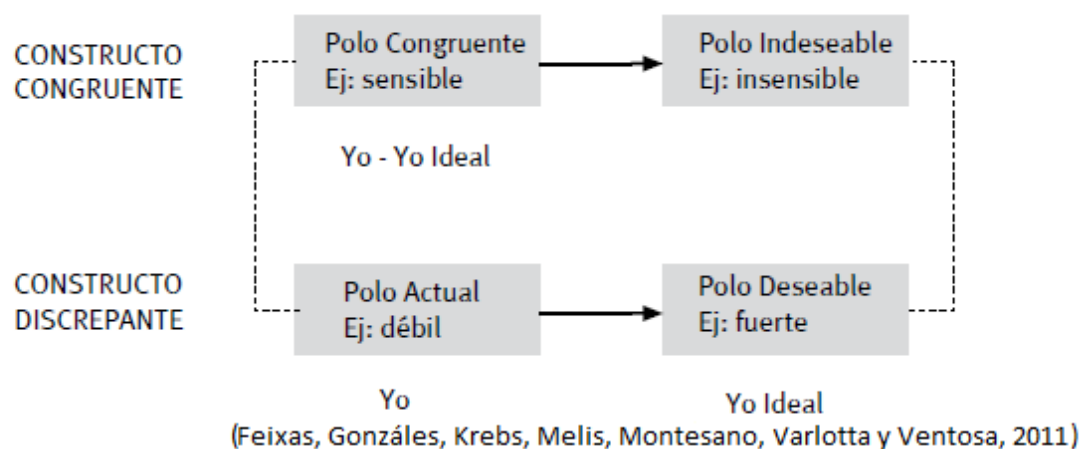 CONSTRUCTO
CONGRUENTE
Polo Congruente
Ej: sensible
Polo Indeseable
Ej: insensible
Yo - Yo Ideal
CONSTRUCTO
DISCREPANTE
Polo Actual
Ej: débil
Polo Deseable
Ej: fuerte
Yo
Yo Ideal
(Feixas, Gonzáles, Krebs, Melis, Montesano, Varlotta y Ventosa, 2011)